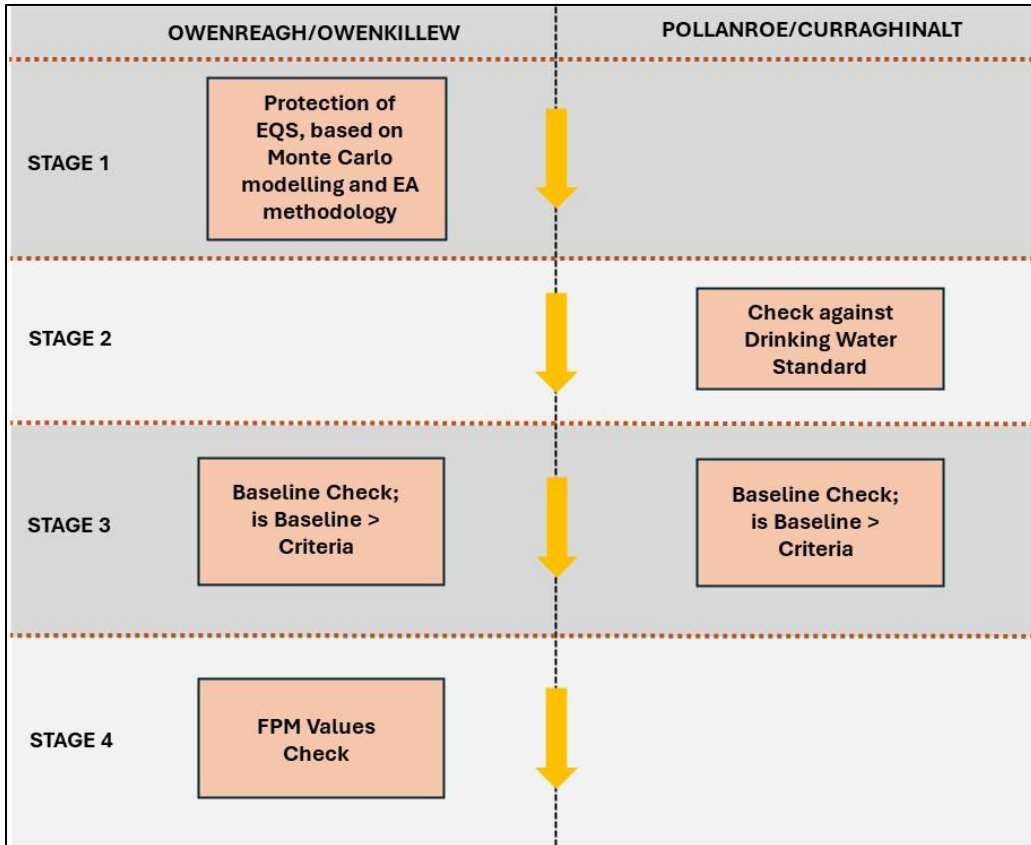 OWENREAGH/OWENKILLEW
POLLANROE/CURRAGHINALT
STAGE 1
Protection of
EQS, based on
Monte Carlo
modelling and EA
methodology
STAGE 2
Check against
Drinking Water
Standard
STAGE 3
Baseline Check;
is Baseline >
Criteria
Baseline Check;
is Baseline >
Criteria
STAGE 4
FPM Values
Check